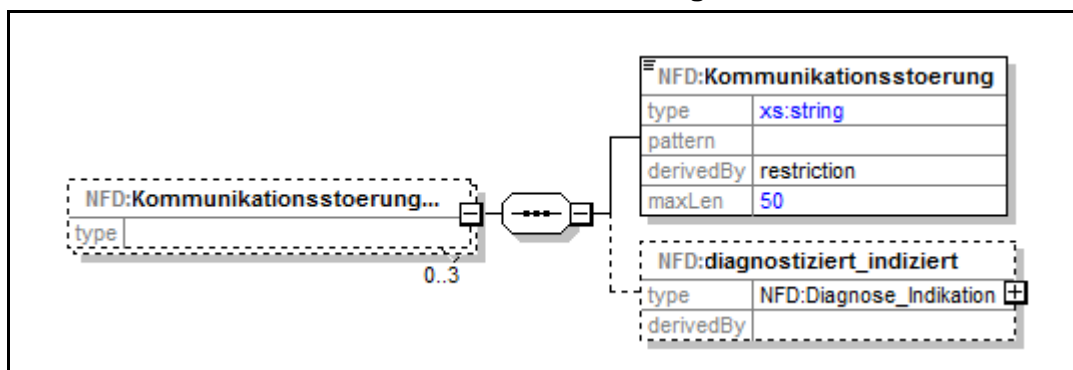 NFD:Kommunikationsstoerung
type xs:string
pattern
derivedBy restriction
maxLen 50
NFD:Kommunikationsstoerung...
type
0..3
NFD:diagnostiziert_indiziert
type NFD:Diagnose_Indikation
derivedBy